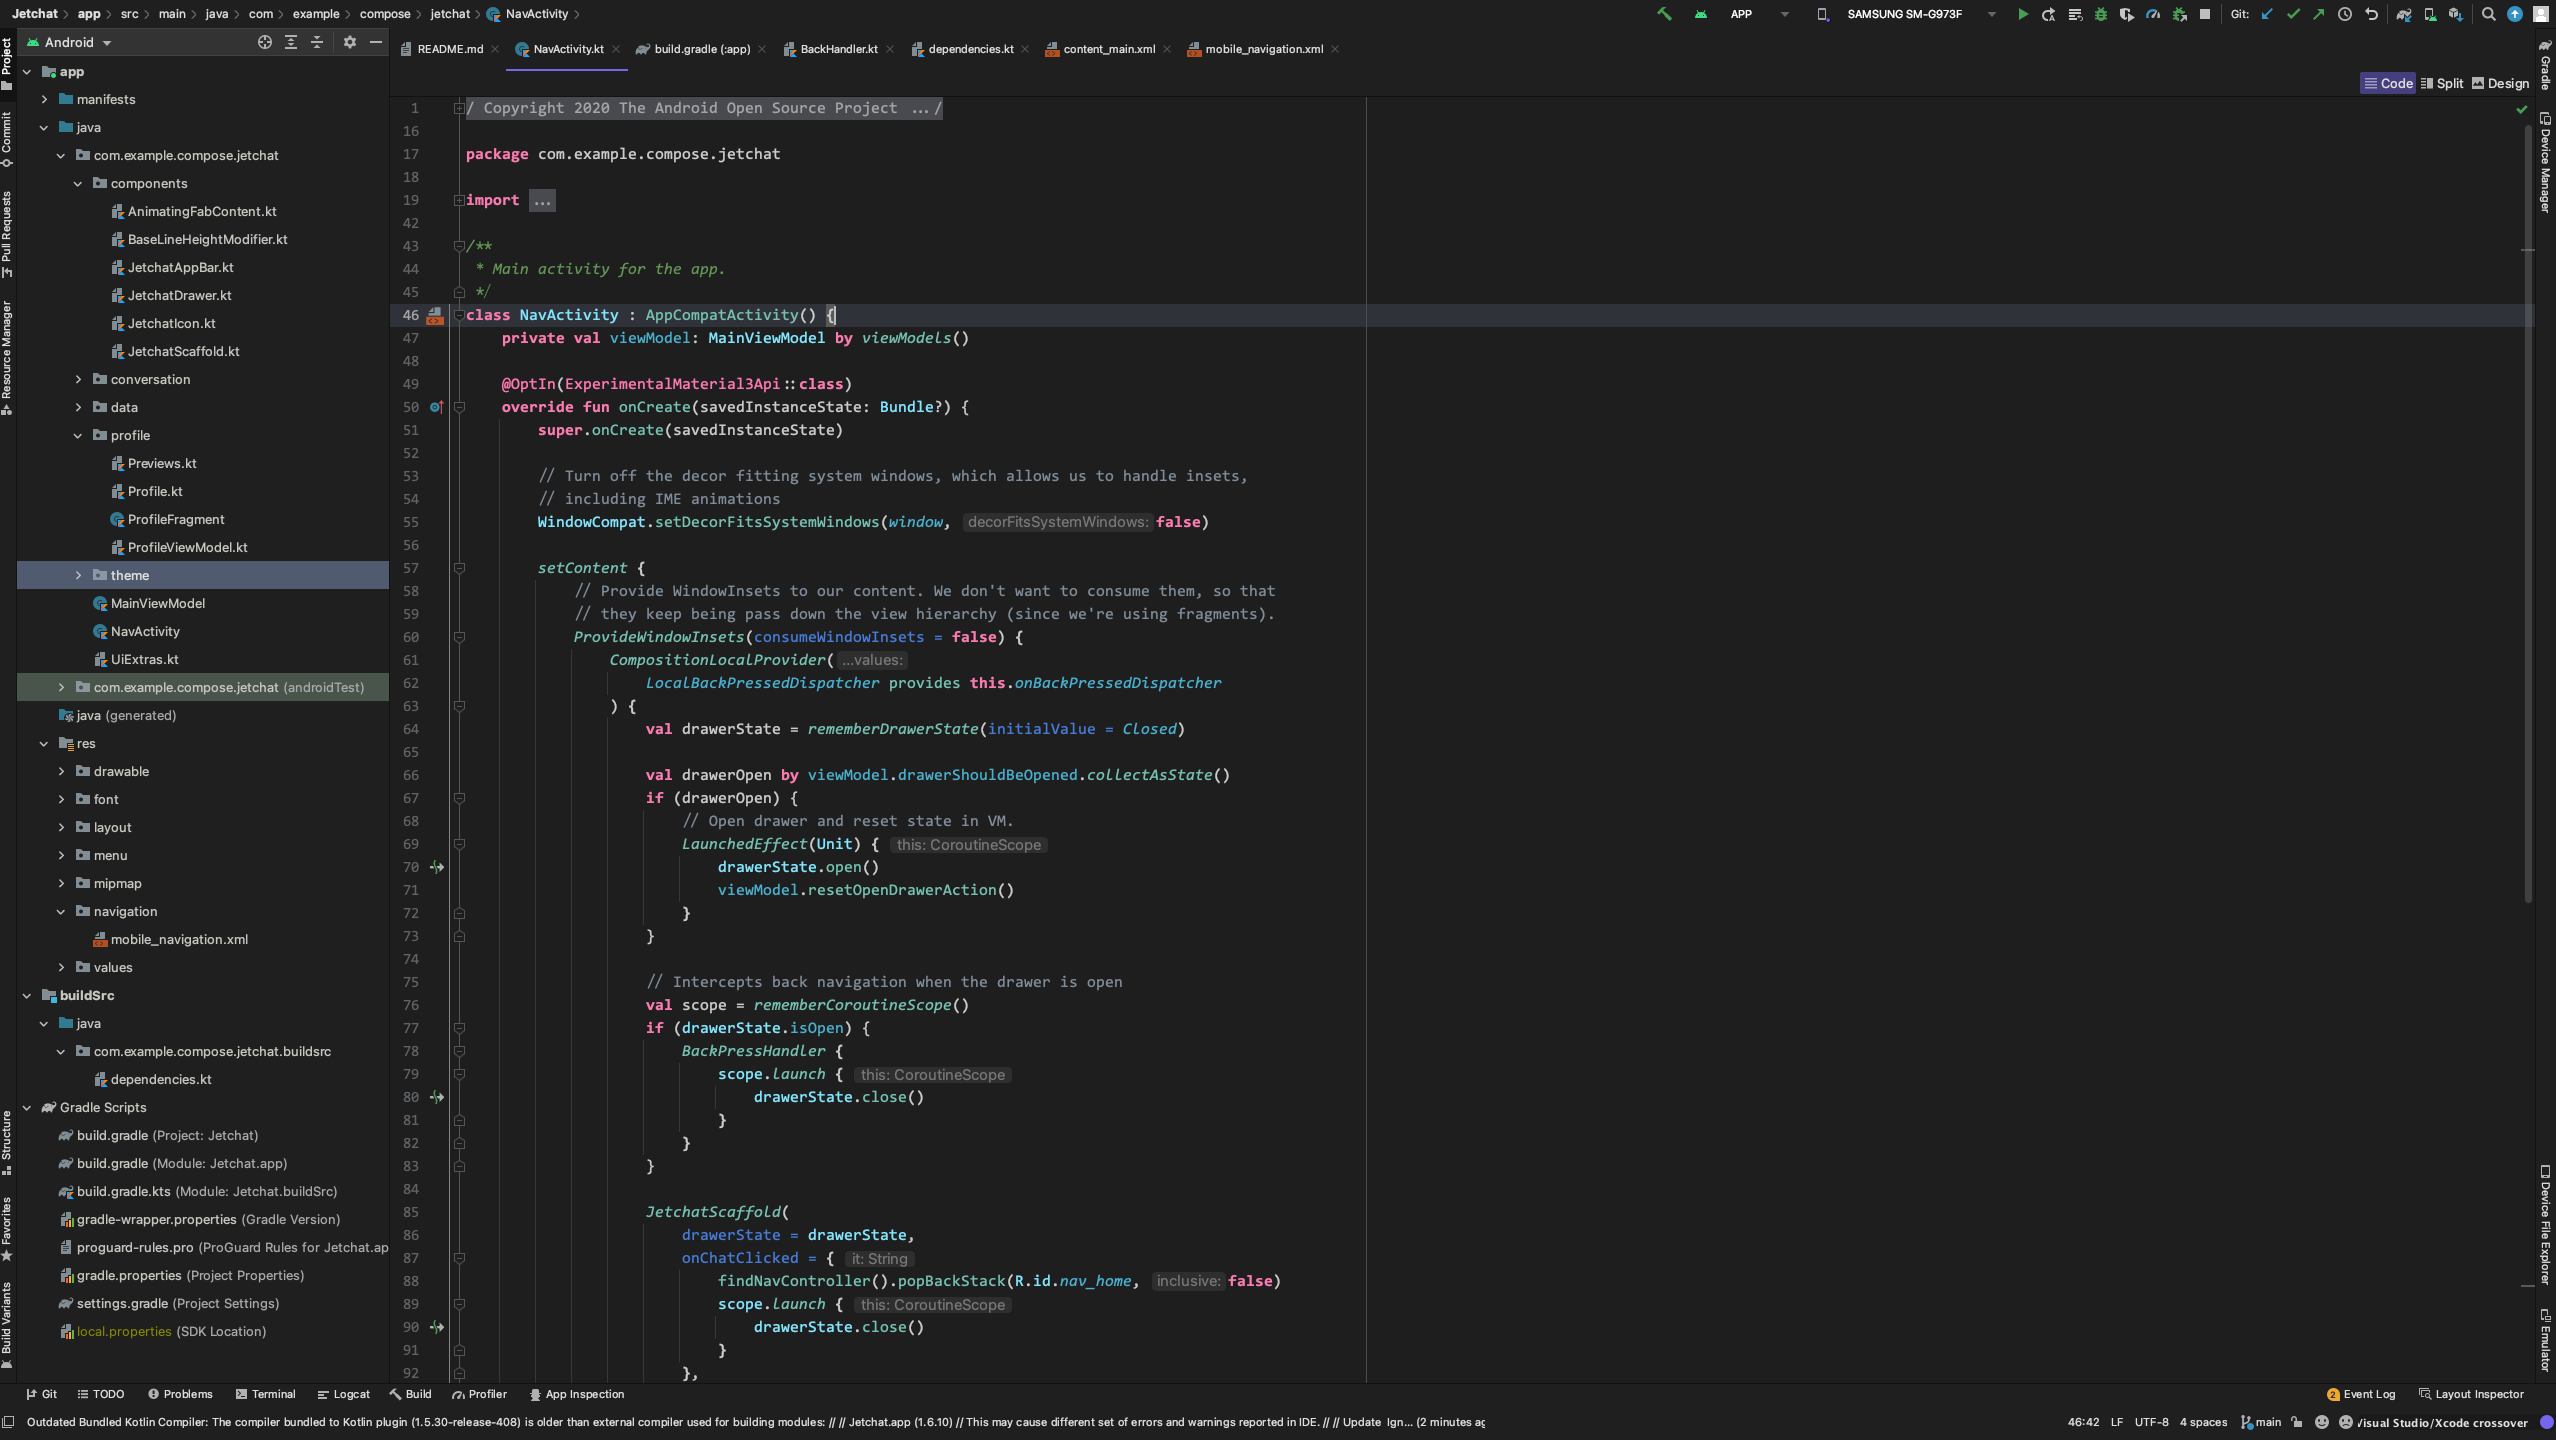 Jetchat app src main java com example compose jetchat NavActivity
APP SAMSUNG SM-G973F Git:
Android
README.md NavActivity.kt build.gradle (:app) BackHandler.kt dependencies.kt content_main.xml mobile_navigation.xml
Code Split Design
Project
Commit
Pull Requests
Resource Manager
Structure
Favorites
Build Variants
app
manifests
java
com.example.compose.jetchat
components
AnimatingFabContent.kt
BaseLineHeightModifier.kt
JetchatAppBar.kt
JetchatDrawer.kt
JetchatIcon.kt
JetchatScaffold.kt
conversation
data
profile
Previews.kt
Profile.kt
ProfileFragment
ProfileViewModel.kt
theme
MainViewModel
NavActivity
UiExtras.kt
com.example.compose.jetchat (androidTest)
java (generated)
res
drawable
font
layout
menu
mipmap
navigation
mobile_navigation.xml
values
buildSrc
java
com.example.compose.jetchat.buildsrc
dependencies.kt
Gradle Scripts
build.gradle (Project: Jetchat)
build.gradle (Module: Jetchat.app)
build.gradle.kts (Module: Jetchat.buildSrc)
gradle-wrapper.properties (Gradle Version)
proguard-rules.pro (ProGuard Rules for Jetchat.ap
gradle.properties (Project Properties)
settings.gradle (Project Settings)
local.properties (SDK Location)
1 / Copyright 2020 The Android Open Source Project .../
16
17 package com.example.compose.jetchat
18
19 import ...
42
43 /**
44 * Main activity for the app.
45 */
46 class NavActivity : AppCompatActivity() {
47 private val viewModel: MainViewModel by viewModels()
48
49 @OptIn(ExperimentalMaterial3Api::class)
50 override fun onCreate(savedInstanceState: Bundle?) {
51 super.onCreate(savedInstanceState)
52
53 // Turn off the decor fitting system windows, which allows us to handle insets,
54 // including IME animations
55 WindowCompat.setDecorFitsSystemWindows(window, decorFitsSystemWindows: false)
56
57 setContent {
58 // Provide WindowInsets to our content. We don't want to consume them, so that
59 // they keep being pass down the view hierarchy (since we're using fragments).
60 ProvideWindowInsets(consumeWindowInsets = false) {
61 CompositionLocalProvider( ...values:
62 LocalBackPressedDispatcher provides this.onBackPressedDispatcher
63 ) {
64 val drawerState = rememberDrawerState(initialValue = Closed)
65
66 val drawerOpen by viewModel.drawerShouldBeOpened.collectAsState()
67 if (drawerOpen) {
68 // Open drawer and reset state in VM.
69 LaunchedEffect(Unit) { this: CoroutineScope
70 drawerState.open()
71 viewModel.resetOpenDrawerAction()
72 }
73 }
74
75 // Intercepts back navigation when the drawer is open
76 val scope = rememberCoroutineScope()
77 if (drawerState.isOpen) {
78 BackPressHandler {
79 scope.launch { this: CoroutineScope
80 drawerState.close()
81 }
82 }
83 }
84
85 JetchatScaffold(
86 drawerState = drawerState,
87 onChatClicked = { it: String
88 findNavController().popBackStack(R.id.nav_home, inclusive: false)
89 scope.launch { this: CoroutineScope
90 drawerState.close()
91 }
92 },
Gradle
Device Manager
Device File Explorer
Emulator
Git TODO Problems Terminal Logcat Build Profiler App Inspection
2 Event Log Layout Inspector
Outdated Bundled Kotlin Compiler: The compiler bundled to Kotlin plugin (1.5.30-release-408) is older than external compiler used for building modules: // // Jetchat.app (1.6.10) // This may cause different set of errors and warnings reported in IDE. // // Update Ign... (2 minutes ag
46:42 LF UTF-8 4 spaces main Visual Studio/Xcode crossover